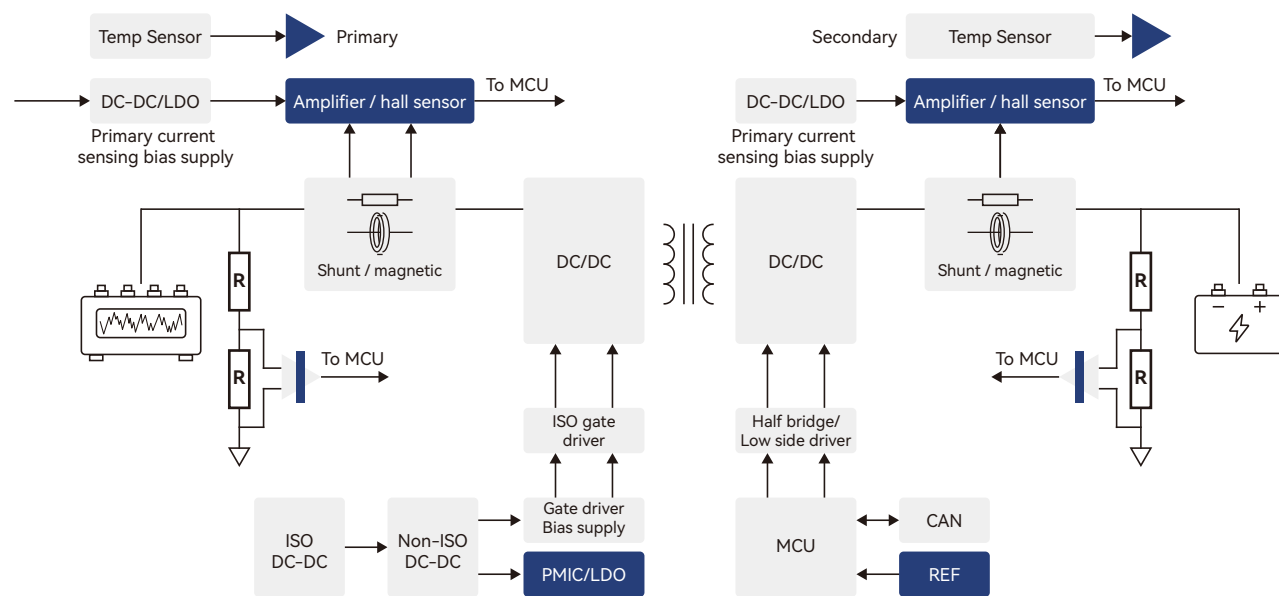 Temp Sensor
Primary
Secondary
Temp Sensor
DC-DC/LDO
Amplifier / hall sensor
To MCU
DC-DC/LDO
Amplifier / hall sensor
To MCU
Primary current
sensing bias supply
Primary current
sensing bias supply
Shunt / magnetic
DC/DC
DC/DC
Shunt / magnetic
R
R
− +
R
To MCU
To MCU
R
ISO gate
driver
Half bridge/
Low side driver
ISO
DC-DC
Non-ISO
DC-DC
Gate driver
Bias supply
PMIC/LDO
MCU
CAN
REF